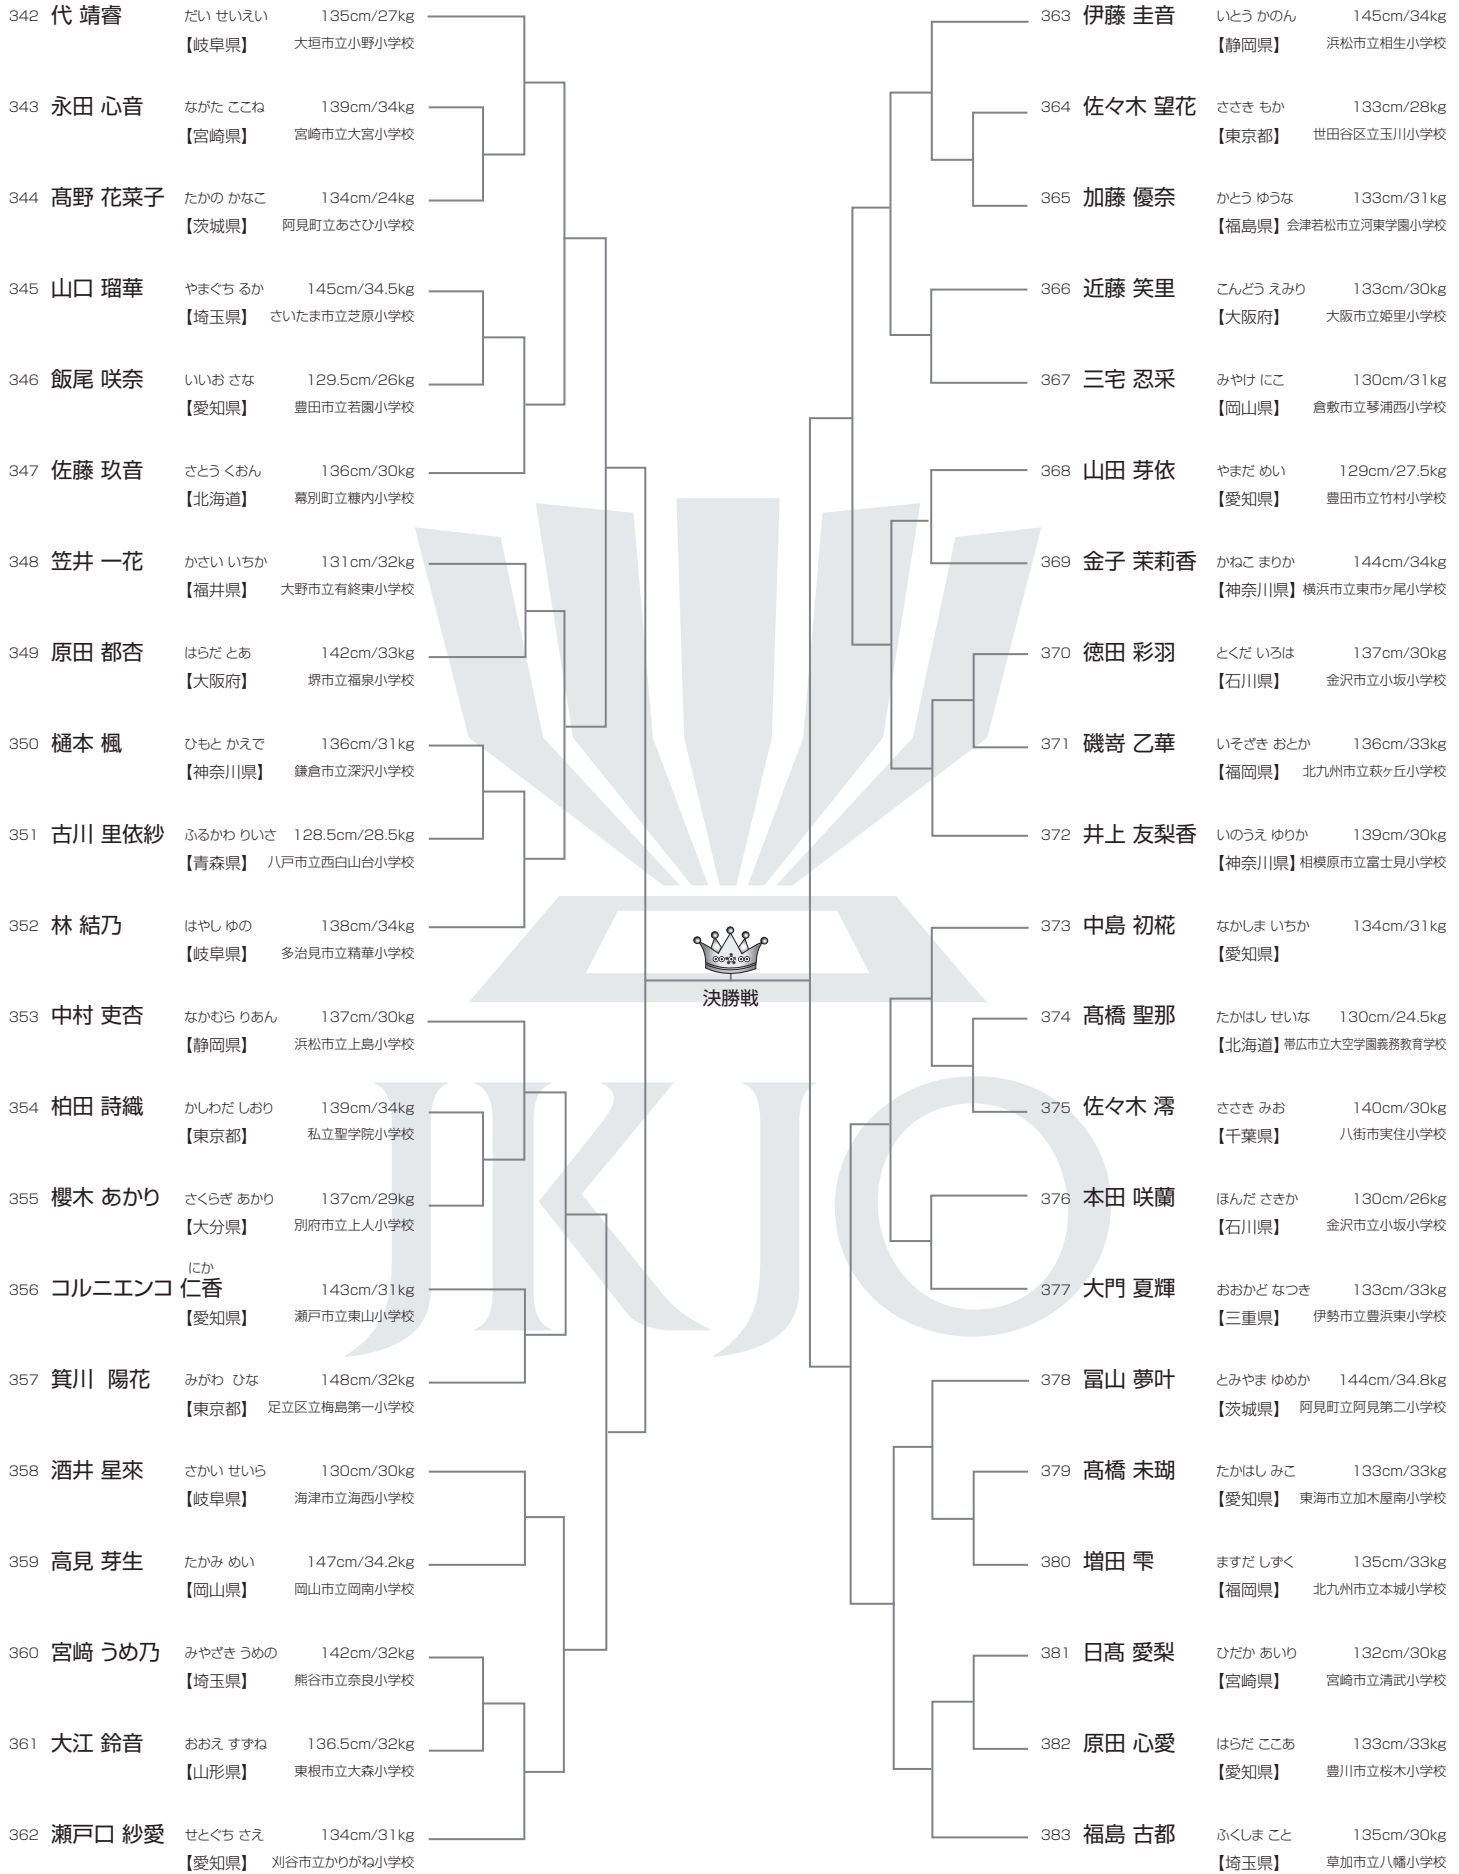 342 代 靖睿 だい せいえい 135cm/27kg
【岐阜県】 大垣市立小野小学校
343 永田 心音 ながた ここね 139cm/34kg
【宮崎県】 宮崎市立大宮小学校
344 髙野 花菜子 たかの かなこ 134cm/24kg
【茨城県】 阿見町立あさひ小学校
345 山口 瑠華 やまぐち るか 145cm/34.5kg
【埼玉県】 さいたま市立芝原小学校
346 飯尾 咲奈 いいお さな 129.5cm/26kg
【愛知県】 豊田市立若園小学校
347 佐藤 玖音 さとう くおん 136cm/30kg
【北海道】 幕別町立糠内小学校
348 笠井 一花 かさい いちか 131cm/32kg
【福井県】 大野市立有終東小学校
349 原田 都杏 はらだ とあ 142cm/33kg
【大阪府】 堺市立福泉小学校
350 樋本 楓 ひもと かえで 136cm/31kg
【神奈川県】 鎌倉市立深沢小学校
351 古川 里依紗 ふるかわ りいさ 128.5cm/28.5kg
【青森県】 八戸市立西白山台小学校
352 林 結乃 はやし ゆの 138cm/34kg
【岐阜県】 多治見市立精華小学校
353 中村 吏杏 なかむら りあん 137cm/30kg
【静岡県】 浜松市立上島小学校
354 柏田 詩織 かしわだ しおり 139cm/34kg
【東京都】 私立聖学院小学校
355 櫻木 あかり さくらぎ あかり 137cm/29kg
【大分県】 別府市立上人小学校
にか
356 コルニエンコ 仁香 143cm/31kg
【愛知県】 瀬戸市立東山小学校
357 箕川 陽花 みがわ ひな 148cm/32kg
【東京都】 足立区立梅島第一小学校
358 酒井 星來 さかい せいら 130cm/30kg
【岐阜県】 海津市立海西小学校
359 高見 芽生 たかみ めい 147cm/34.2kg
【岡山県】 岡山市立岡南小学校
360 宮﨑 うめ乃 みやざき うめの 142cm/32kg
【埼玉県】 熊谷市立奈良小学校
361 大江 鈴音 おおえ すずね 136.5cm/32kg
【山形県】 東根市立大森小学校
362 瀬戸口 紗愛 せとぐち さえ 134cm/31kg
【愛知県】 刈谷市立かりがね小学校
決勝戦
JKJO
363 伊藤 圭音 いとう かのん 145cm/34kg
【静岡県】 浜松市立相生小学校
364 佐々木 望花 ささき もか 133cm/28kg
【東京都】 世田谷区立玉川小学校
365 加藤 優奈 かとう ゆうな 133cm/31kg
【福島県】 会津若松市立河東学園小学校
366 近藤 笑里 こんどう えみり 133cm/30kg
【大阪府】 大阪市立姫里小学校
367 三宅 忍采 みやけ にこ 130cm/31kg
【岡山県】 倉敷市立琴浦西小学校
368 山田 芽依 やまだ めい 129cm/27.5kg
【愛知県】 豊田市立竹村小学校
369 金子 茉莉香 かねこ まりか 144cm/34kg
【神奈川県】 横浜市立東市ヶ尾小学校
370 徳田 彩羽 とくだ いろは 137cm/30kg
【石川県】 金沢市立小坂小学校
371 磯嵜 乙華 いそざき おとか 136cm/33kg
【福岡県】 北九州市立萩ヶ丘小学校
372 井上 友梨香 いのうえ ゆりか 139cm/30kg
【神奈川県】 相模原市立富士見小学校
373 中島 初椛 なかしま いちか 134cm/31kg
【愛知県】
374 髙橋 聖那 たかはし せいな 130cm/24.5kg
【北海道】 帯広市立大空学園義務教育学校
375 佐々木 澪 ささき みお 140cm/30kg
【千葉県】 八街市実住小学校
376 本田 咲蘭 ほんだ さきか 130cm/26kg
【石川県】 金沢市立小坂小学校
377 大門 夏輝 おおかど なつき 133cm/33kg
【三重県】 伊勢市立豊浜東小学校
378 冨山 夢叶 とみやま ゆめか 144cm/34.8kg
【茨城県】 阿見町立阿見第二小学校
379 髙橋 未瑚 たかはし みこ 133cm/33kg
【愛知県】 東海市立加木屋南小学校
380 増田 雫 ますだ しずく 135cm/33kg
【福岡県】 北九州市立本城小学校
381 日髙 愛梨 ひだか あいり 132cm/30kg
【宮崎県】 宮崎市立清武小学校
382 原田 心愛 はらだ ここあ 133cm/33kg
【愛知県】 豊川市立桜木小学校
383 福島 古都 ふくしま こと 135cm/30kg
【埼玉県】 草加市立八幡小学校